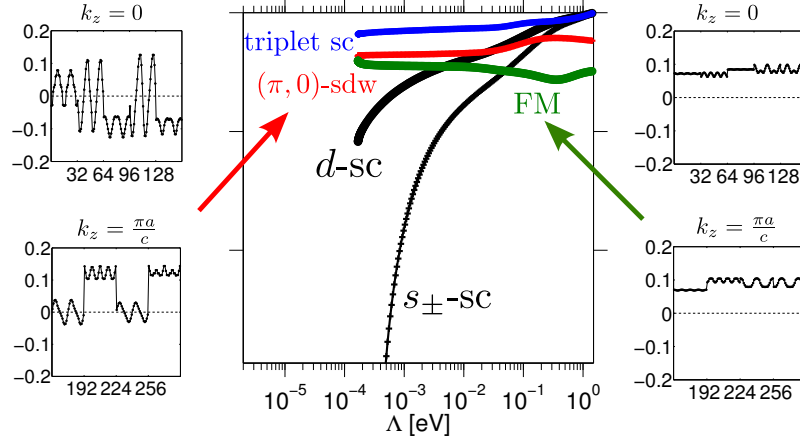 k_z = 0
0.2
0.1
0
−0.1
−0.2
32 64 96 128
k_z = πa/c
0.2
0.1
0
−0.1
−0.2
192 224 256
triplet sc
(π, 0)-sdw
FM
d-sc
s±-sc
10⁻⁵ 10⁻⁴ 10⁻³ 10⁻² 10⁻¹ 10⁰
Λ [eV]
k_z = 0
0.2
0.1
0
−0.1
−0.2
32 64 96 128
k_z = πa/c
0.2
0.1
0
−0.1
−0.2
192 224 256